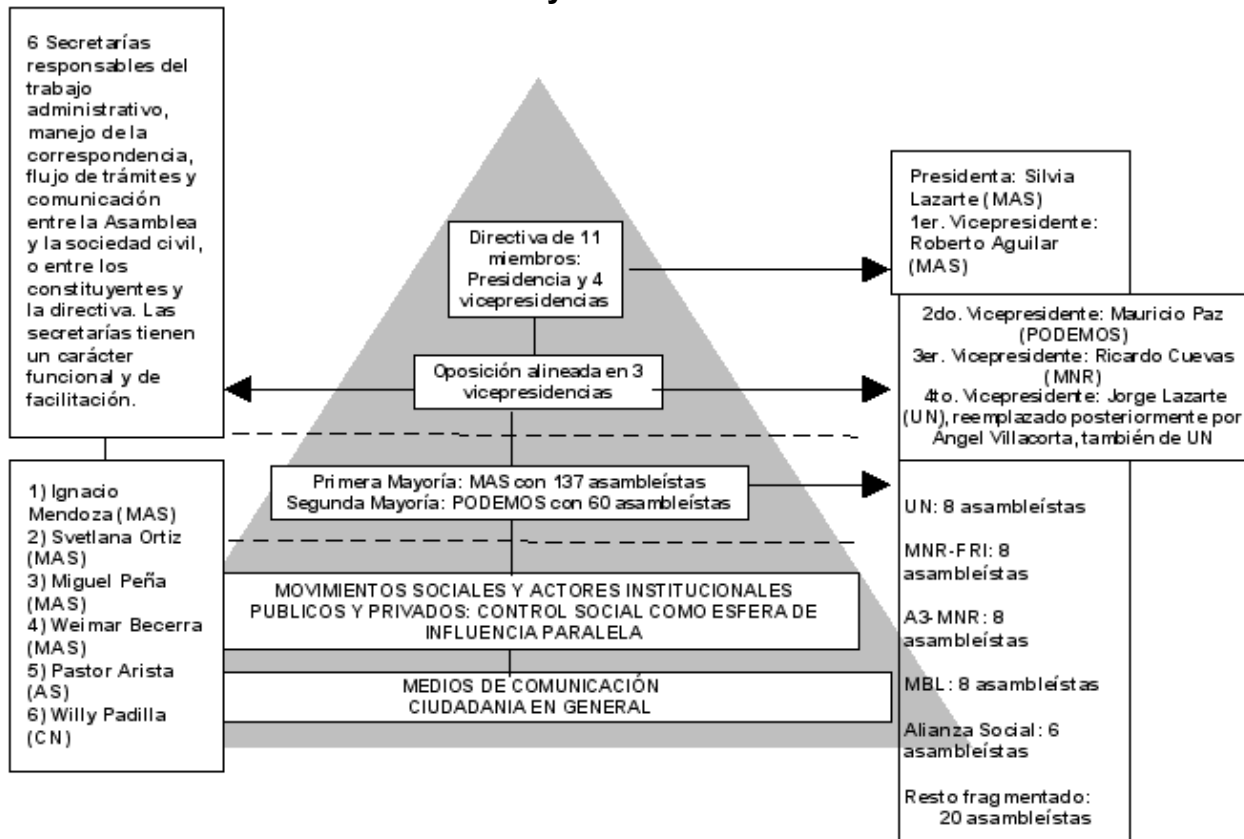 6 Secretarías
responsables del
trabajo
administrativo,
manejo de la
correspondencia,
flujo de trámites y
comunicación
entre la Asamblea
y la sociedad civil,
o entre los
constituyentes y
la directiva. Las
secretarías tienen
un carácter
funcional y de
facilitación.
1) Ignacio
Mendoza (MAS)
2) Svetlana Ortiz
(MAS)
3) Miguel Peña
(MAS)
4) Weimar Becerra
(MAS)
5) Pastor Arista
(AS)
6) Willy Padilla
(CN)
Directiva de 11
miembros:
Presidencia y 4
vicepresidencias
Oposición alineada en 3
vicepresidencias
Primera Mayoría: MAS con 137 asambleístas
Segunda Mayoría: PODEMOS con 60 asambleístas
MOVIMIENTOS SOCIALES Y ACTORES INSTITUCIONALES
PUBLICOS Y PRIVADOS: CONTROL SOCIAL COMO ESFERA DE
INFLUENCIA PARALELA
MEDIOS DE COMUNICACIÓN
CIUDADANIA EN GENERAL
Presidenta: Silvia
Lazarte (MAS)
1er. Vicepresidente:
Roberto Aguilar
(MAS)
2do. Vicepresidente: Mauricio Paz
(PODEMOS)
3er. Vicepresidente: Ricardo Cuevas
(MNR)
4to. Vicepresidente: Jorge Lazarte
(UN), reemplazado posteriormente por
Ángel Villacorta, también de UN
UN: 8 asambleístas
MNR-FRI: 8
asambleístas
A3-MNR: 8
asambleístas
MBL: 8 asambleístas
Alianza Social: 6
asambleístas
Resto fragmentado:
20 asambleístas